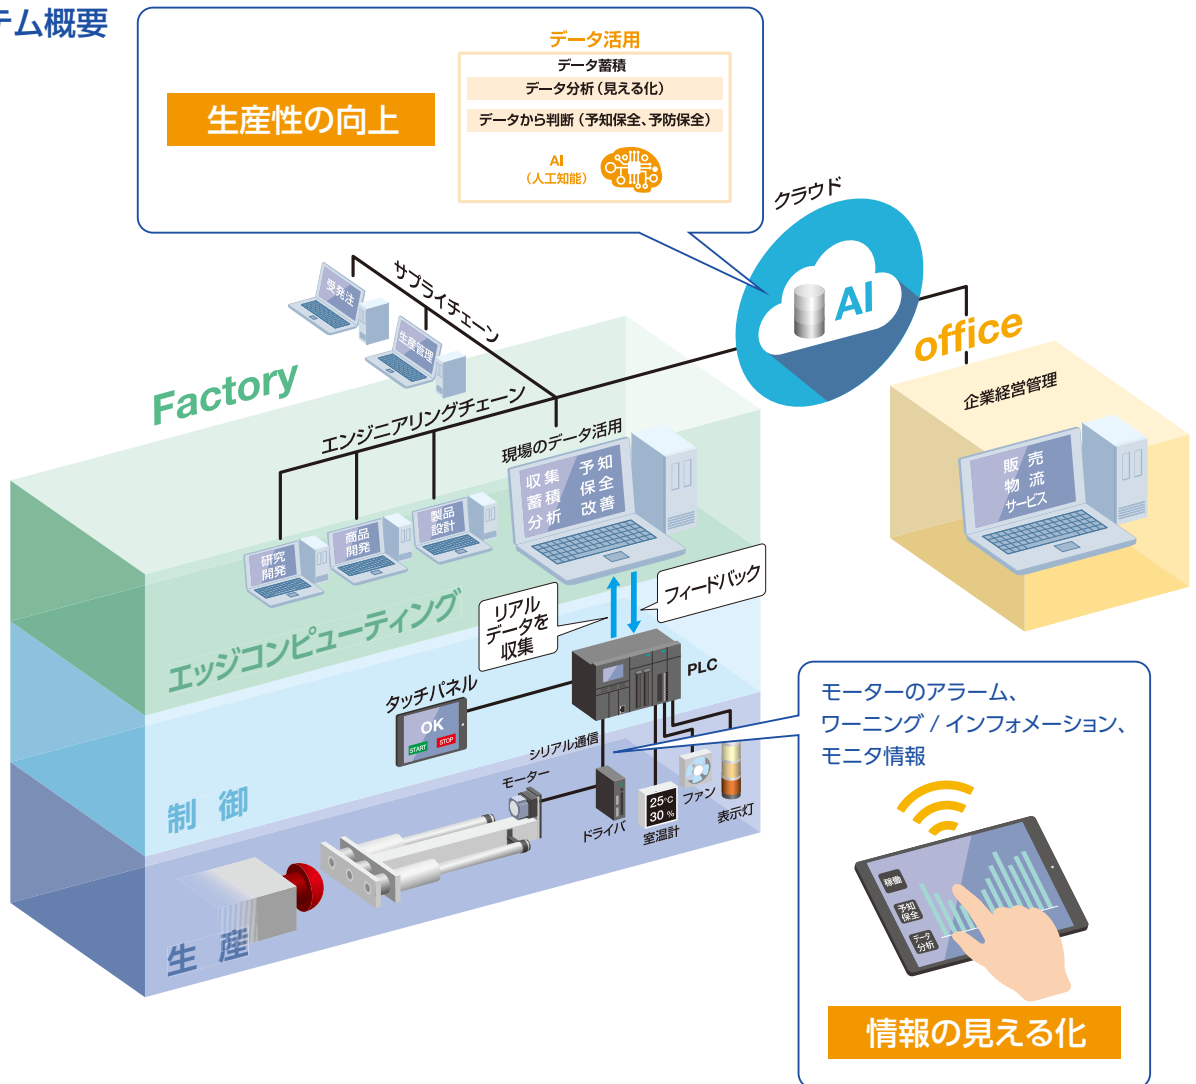 テム概要
データ活用
データ蓄積
データ分析（見える化）
データから判断（予知保全、予防保全）
AI
（人工知能）
生産性の向上
クラウド
AI
サプライチェーン
受発注
生産管理
Factory
エンジニアリングチェーン
office
企業経営管理
販売
物流
サービス
現場のデータ活用
収集 予知
蓄積 保全
分析 改善
研究
開発
商品
開発
製品
設計
エッジコンピューティング
リアル
データを
収集
フィードバック
PLC
タッチパネル
OK
START
STOP
シリアル通信
モーター
ドライバ
25℃
30 %
室温計
ファン
表示灯
制御
生産
モーターのアラーム、
ワーニング / インフォメーション、
モニタ情報
稼働
予知
保全
データ
分析
情報の見える化